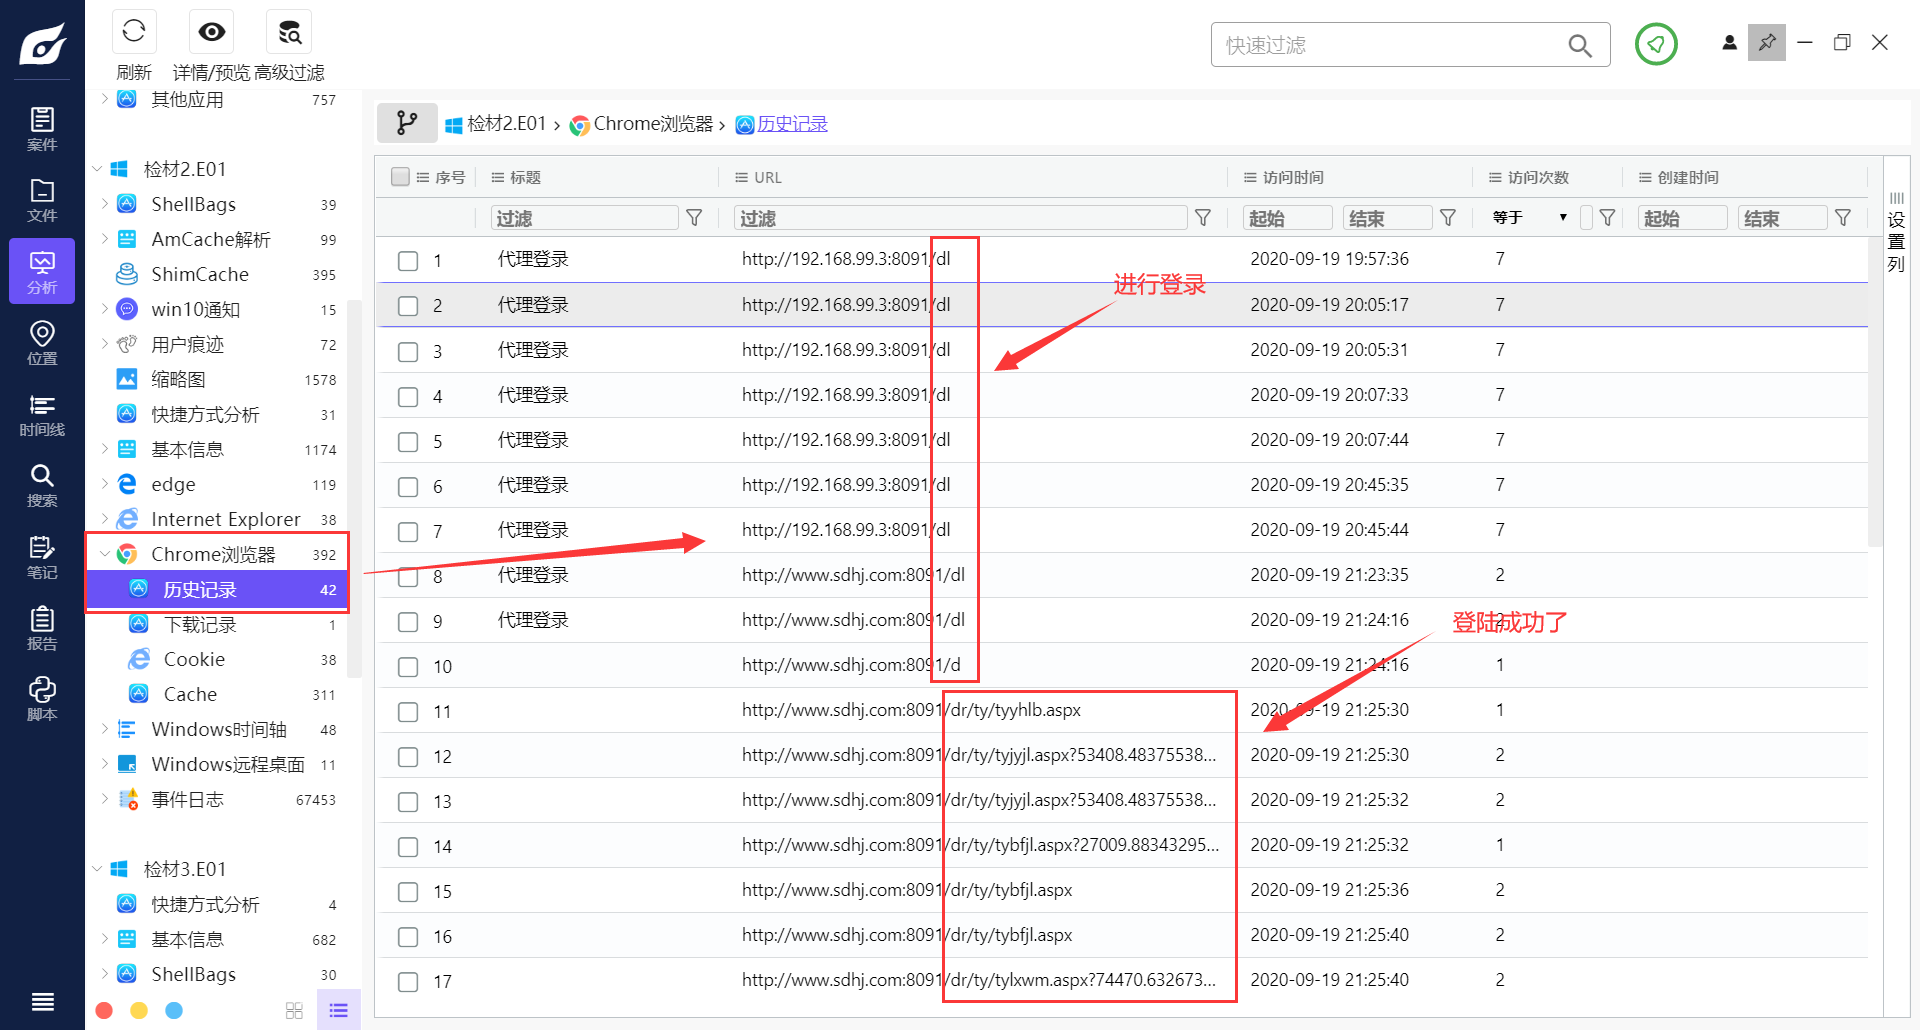 刷新
详情/预览
高级过滤
快速过滤
案件
文件
分析
位置
时间线
搜索
笔记
报告
脚本
其他应用 757
检材2.E01
ShellBags 39
AmCache解析 99
ShimCache 395
win10通知 15
用户痕迹 72
缩略图 1578
快捷方式分析 31
基本信息 1174
edge 119
Internet Explorer 38
Chrome浏览器 392
历史记录 42
下载记录 1
Cookie 38
Cache 311
Windows时间轴 48
Windows远程桌面 11
事件日志 67453
检材3.E01
快捷方式分析 4
基本信息 682
ShellBags 30
检材2.E01 › Chrome浏览器 › 历史记录
序号 标题 URL 访问时间 访问次数 创建时间
过滤 过滤 起始 结束 等于 起始 结束
1 代理登录 http://192.168.99.3:8091/dl 2020-09-19 19:57:36 7
2 代理登录 http://192.168.99.3:8091/dl 2020-09-19 20:05:17 7
3 代理登录 http://192.168.99.3:8091/dl 2020-09-19 20:05:31 7
4 代理登录 http://192.168.99.3:8091/dl 2020-09-19 20:07:33 7
5 代理登录 http://192.168.99.3:8091/dl 2020-09-19 20:07:44 7
6 代理登录 http://192.168.99.3:8091/dl 2020-09-19 20:45:35 7
7 代理登录 http://192.168.99.3:8091/dl 2020-09-19 20:45:44 7
8 代理登录 http://www.sdhj.com:8091/dl 2020-09-19 21:23:35 2
9 代理登录 http://www.sdhj.com:8091/dl 2020-09-19 21:24:16 2
10 http://www.sdhj.com:8091/d 2020-09-19 21:24:16 1
11 http://www.sdhj.com:8091/dr/ty/tyyhlb.aspx 2020-09-19 21:25:30 1
12 http://www.sdhj.com:8091/dr/ty/tyjyjl.aspx?53408.48375538... 2020-09-19 21:25:30 2
13 http://www.sdhj.com:8091/dr/ty/tyjyjl.aspx?53408.48375538... 2020-09-19 21:25:32 2
14 http://www.sdhj.com:8091/dr/ty/tybfjl.aspx?27009.88343295... 2020-09-19 21:25:32 1
15 http://www.sdhj.com:8091/dr/ty/tybfjl.aspx 2020-09-19 21:25:36 2
16 http://www.sdhj.com:8091/dr/ty/tybfjl.aspx 2020-09-19 21:25:40 2
17 http://www.sdhj.com:8091/dr/ty/tylxwm.aspx?74470.632673... 2020-09-19 21:25:40 2
进行登录
登陆成功了
设置列